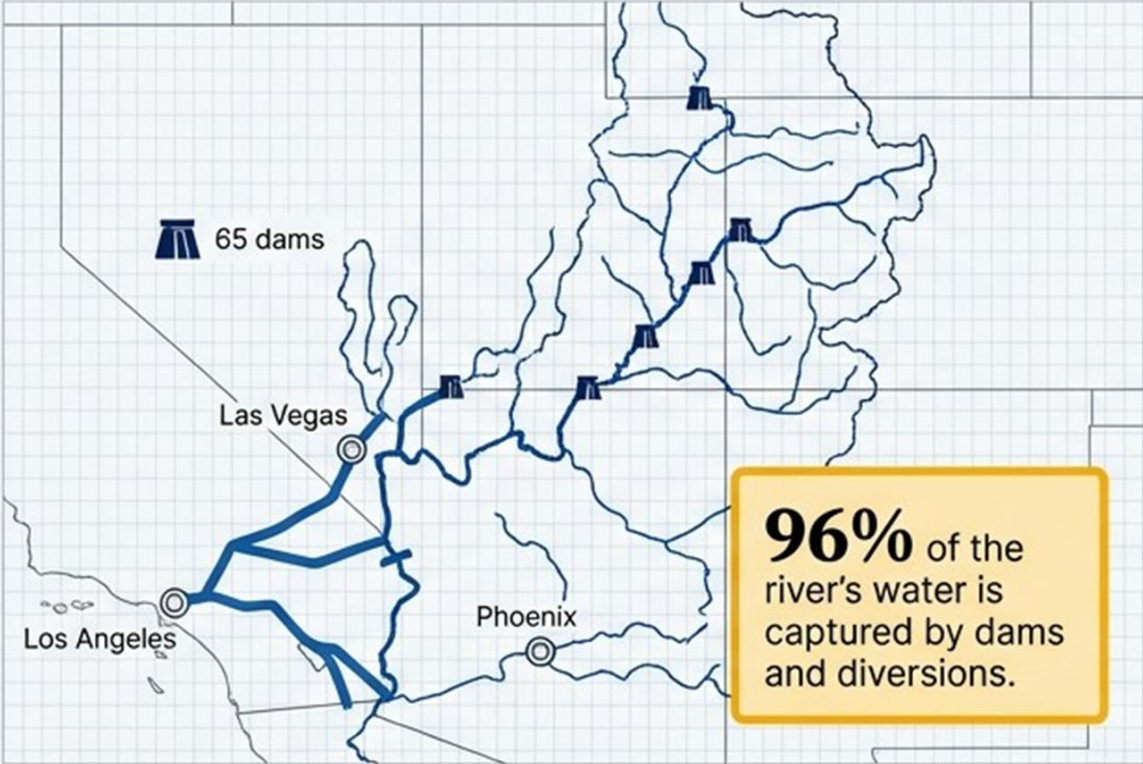 65 dams
Las Vegas
Los Angeles
Phoenix
96% of the
river's water is
captured by dams
and diversions.